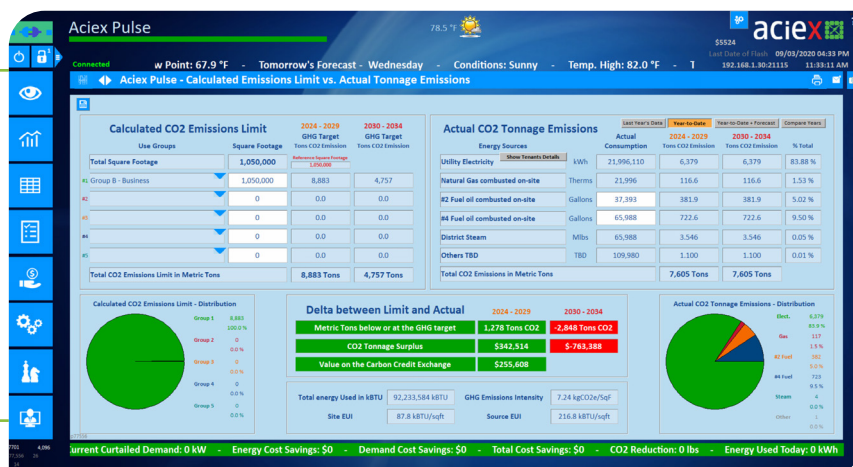 Aciex Pulse
78.5 °F
aciex
$5524
Last Date of Flash 09/03/2020 04:33 PM
Connected
w Point: 67.9 °F - Tomorrow's Forecast - Wednesday - Conditions: Sunny - Temp. High: 82.0 °F - T
192.168.1.30:21115 11:33:11 AM
Aciex Pulse - Calculated Emissions Limit vs. Actual Tonnage Emissions
Calculated CO2 Emissions Limit
2024 - 2029 2030 - 2034
GHG Target GHG Target
Use Groups Square Footage Tons CO2 Emission Tons CO2 Emission
Total Square Footage 1,050,000 Reference Square Footage
1,050,000
#1 Group B - Business 1,050,000 8,883 4,757
#2 0 0.0 0.0
#3 0 0.0 0.0
#4 0 0.0 0.0
#5 0 0.0 0.0
Total CO2 Emissions Limit in Metric Tons 8,883 Tons 4,757 Tons
Actual CO2 Tonnage Emissions
Last Year's Data Year-to-Date Year-to-Date + Forecast Compare Years
Actual 2024 - 2029 2030 - 2034
Energy Sources Consumption Tons CO2 Emission Tons CO2 Emission % Total
Utility Electricity Show Tenants Details kWh 21,996,110 6,379 6,379 83.88 %
Natural Gas combusted on-site Therms 21,996 116.6 116.6 1.53 %
#2 Fuel oil combusted on-site Gallons 37,393 381.9 381.9 5.02 %
#4 Fuel oil combusted on-site Gallons 65,988 722.6 722.6 9.50 %
District Steam Mlbs 65,988 3.546 3.546 0.05 %
Others TBD TBD 109,980 1.100 1.100 0.01 %
Total CO2 Emissions in Metric Tons 7,605 Tons 7,605 Tons
Calculated CO2 Emissions Limit - Distribution
Group 1 8,883
100.0 %
Group 2 0
0.0 %
Group 3 0
0.0 %
Group 4 0
0.0 %
Group 5 0
0.0 %
Delta between Limit and Actual 2024 - 2029 2030 - 2034
Metric Tons below or at the GHG target 1,278 Tons CO2 -2,848 Tons CO2
CO2 Tonnage Surplus $342,514 $-763,388
Value on the Carbon Credit Exchange $255,608
Total energy Used in kBTU 92,233,584 kBTU GHG Emissions Intensity 7.24 kgCO2e/SqF
Site EUI 87.8 kBTU/sqft Source EUI 216.8 kBTU/sqft
Actual CO2 Tonnage Emissions - Distribution
Elect. 6,379
83.9 %
Gas 117
1.5 %
#2 Fuel 382
5.0 %
#4 Fuel 723
9.5 %
Steam 4
0.0 %
Other 1
0.0 %
7701 4,096
urrent Curtailed Demand: 0 kW - Energy Cost Savings: $0 - Demand Cost Savings: $0 - Total Cost Savings: $0 - CO2 Reduction: 0 lbs - Energy Used Today: 0 kWh